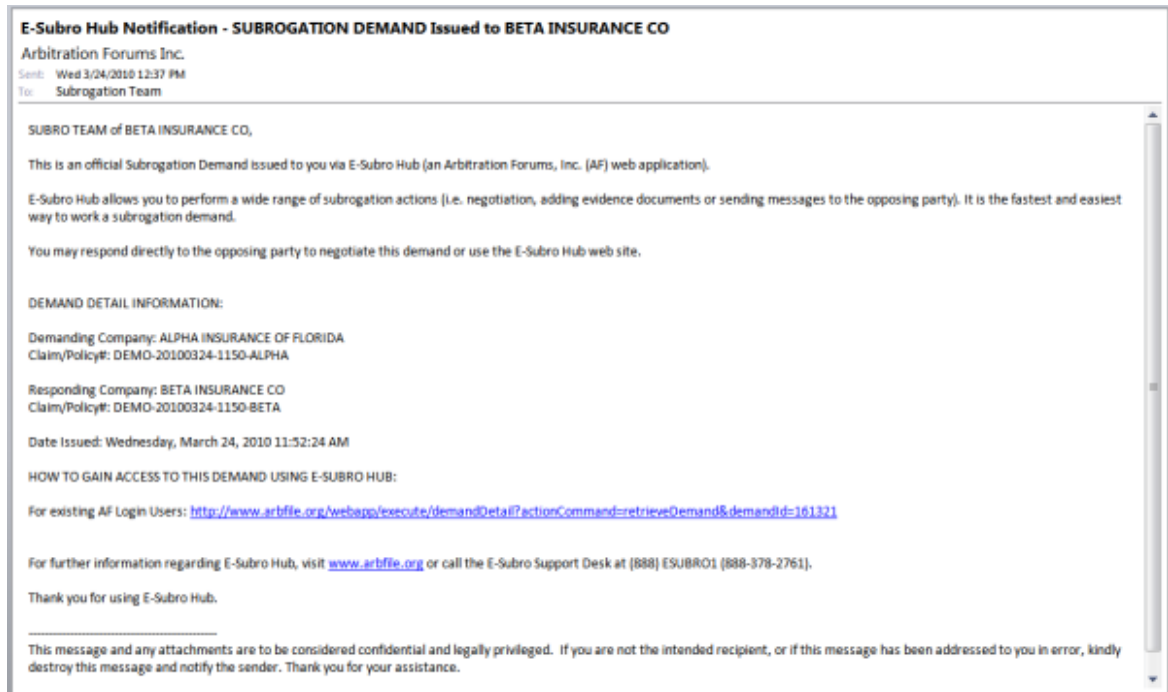 E-Subro Hub Notification - SUBROGATION DEMAND Issued to BETA INSURANCE CO
Arbitration Forums Inc.
Sent: Wed 3/24/2010 12:37 PM
To: Subrogation Team
SUBRO TEAM of BETA INSURANCE CO,
This is an official Subrogation Demand issued to you via E-Subro Hub (an Arbitration Forums, Inc. (AF) web application).
E-Subro Hub allows you to perform a wide range of subrogation actions (i.e. negotiation, adding evidence documents or sending messages to the opposing party). It is the fastest and easiest
way to work a subrogation demand.
You may respond directly to the opposing party to negotiate this demand or use the E-Subro Hub web site.
DEMAND DETAIL INFORMATION:
Demanding Company: ALPHA INSURANCE OF FLORIDA
Claim/Policy#: DEMO-20100324-1150-ALPHA
Responding Company: BETA INSURANCE CO
Claim/Policy#: DEMO-20100324-1150-BETA
Date Issued: Wednesday, March 24, 2010 11:52:24 AM
HOW TO GAIN ACCESS TO THIS DEMAND USING E-SUBRO HUB:
For existing AF Login Users: http://www.arbfile.org/webapp/execute/demandDetail?actionCommand=retrieveDemand&demandId=161321
For further information regarding E-Subro Hub, visit www.arbfile.org or call the E-Subro Support Desk at (888) ESUBRO1 (888-378-2761).
Thank you for using E-Subro Hub.
This message and any attachments are to be considered confidential and legally privileged. If you are not the intended recipient, or if this message has been addressed to you in error, kindly
destroy this message and notify the sender. Thank you for your assistance.